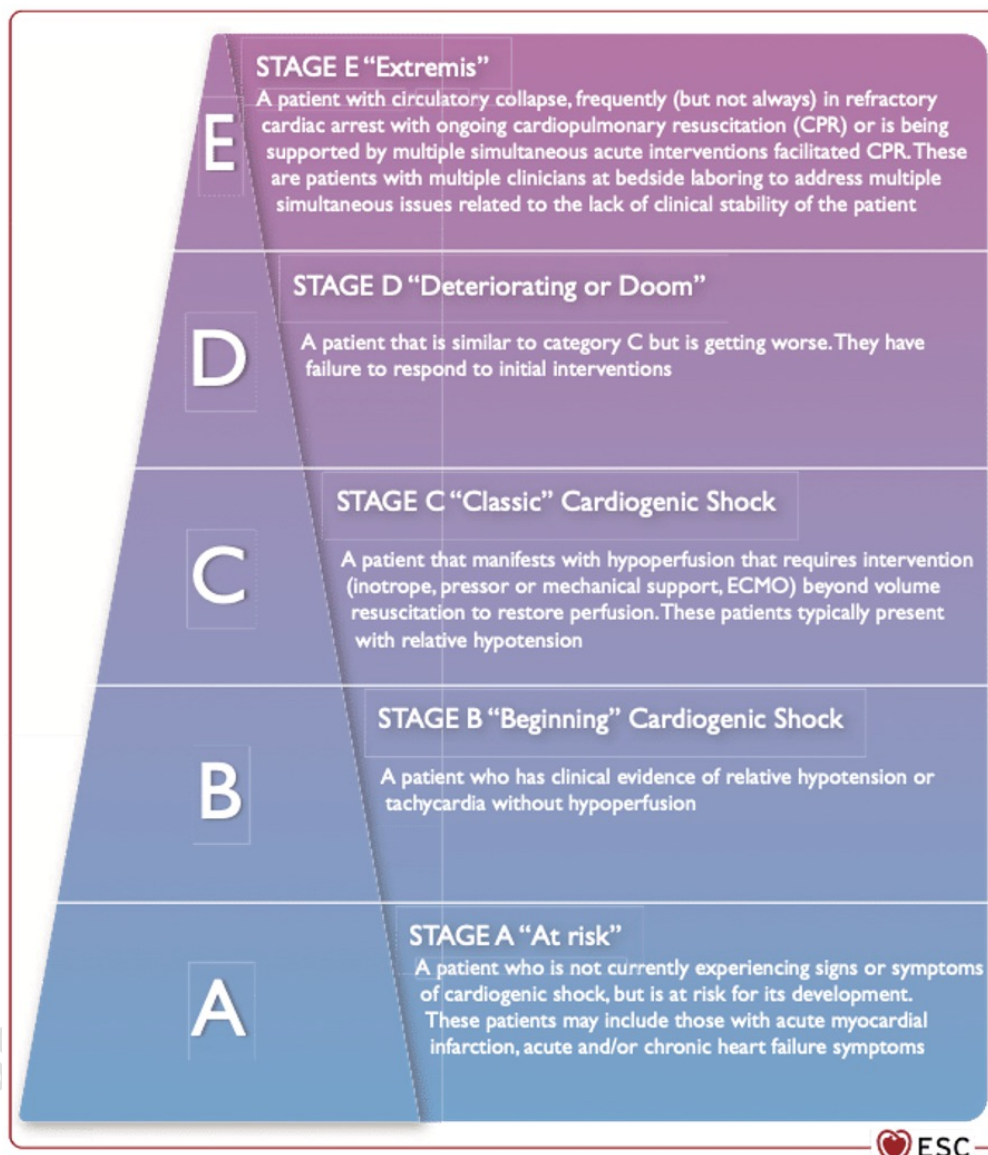 STAGE E “Extremis”
A patient with circulatory collapse, frequently (but not always) in refractory
cardiac arrest with ongoing cardiopulmonary resuscitation (CPR) or is being
supported by multiple simultaneous acute interventions facilitated CPR. These
are patients with multiple clinicians at bedside laboring to address multiple
simultaneous issues related to the lack of clinical stability of the patient
E
STAGE D “Deteriorating or Doom”
A patient that is similar to category C but is getting worse. They have
failure to respond to initial interventions
D
STAGE C “Classic” Cardiogenic Shock
A patient that manifests with hypoperfusion that requires intervention
(inotrope, pressor or mechanical support, ECMO) beyond volume
resuscitation to restore perfusion. These patients typically present
with relative hypotension
C
STAGE B “Beginning” Cardiogenic Shock
A patient who has clinical evidence of relative hypotension or
tachycardia without hypoperfusion
B
STAGE A “At risk”
A patient who is not currently experiencing signs or symptoms
of cardiogenic shock, but is at risk for its development.
These patients may include those with acute myocardial
infarction, acute and/or chronic heart failure symptoms
A
ESC